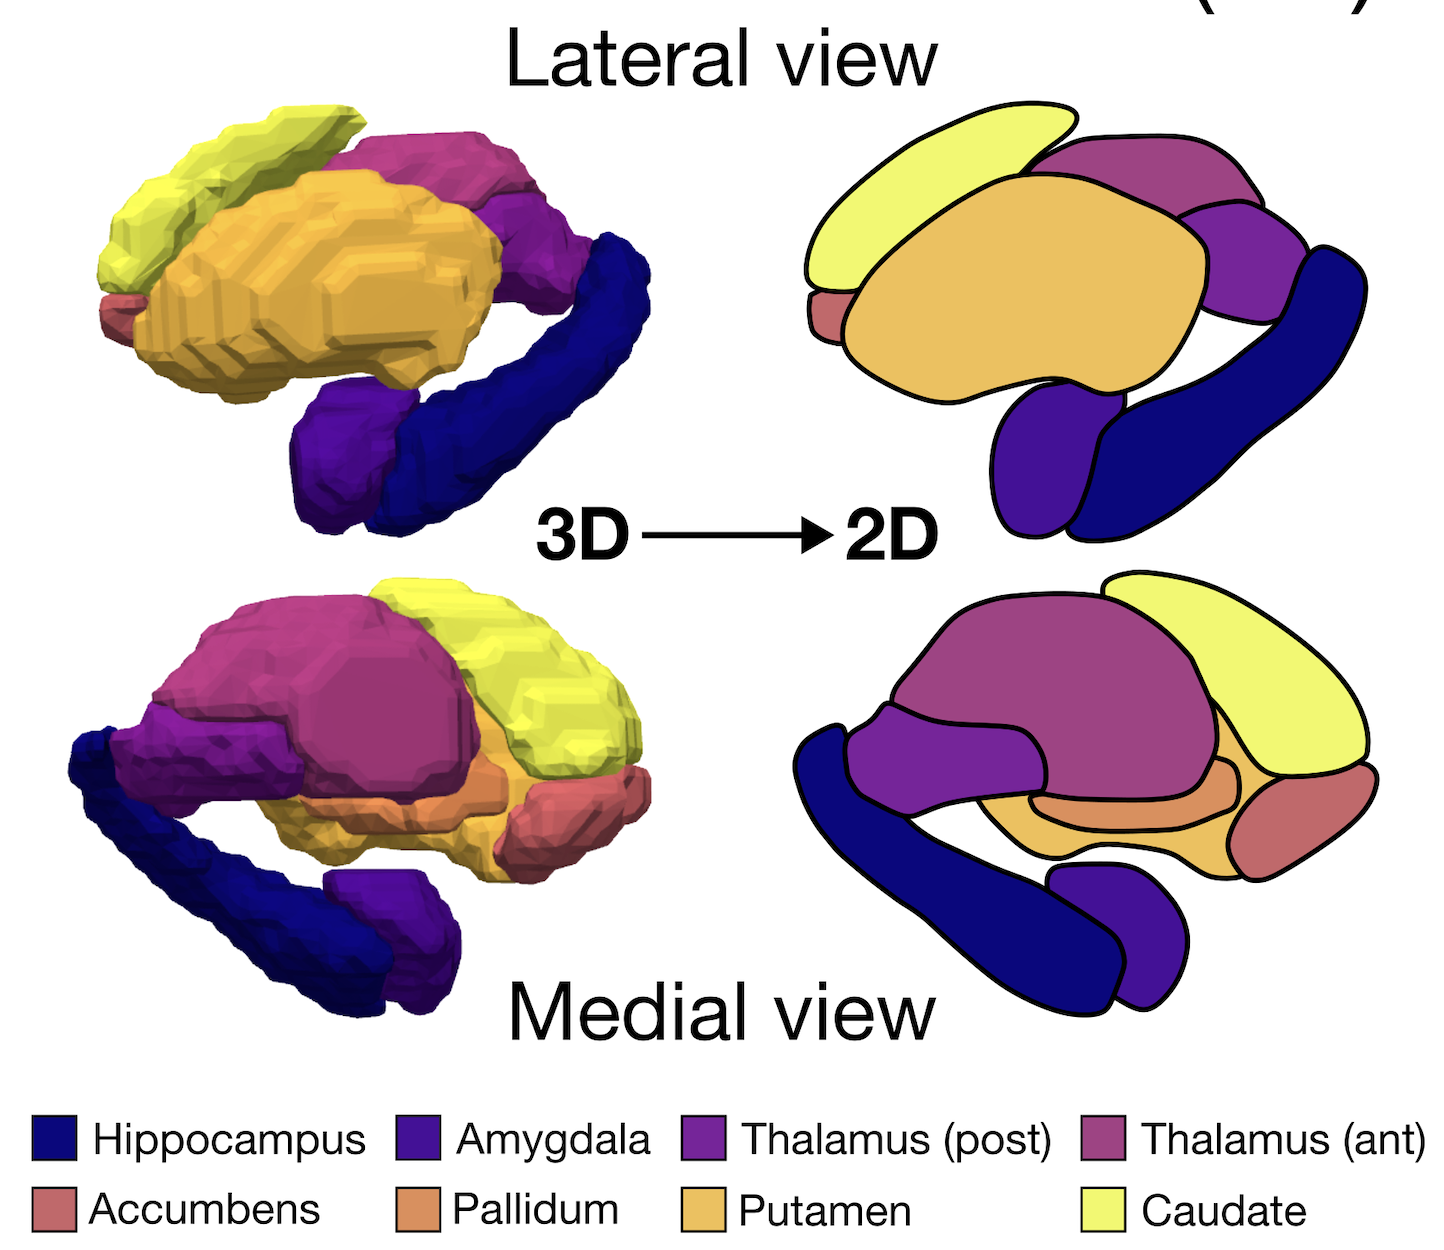 Lateral view
3D → 2D
Medial view
Hippocampus Amygdala Thalamus (post) Thalamus (ant)
Accumbens Pallidum Putamen Caudate